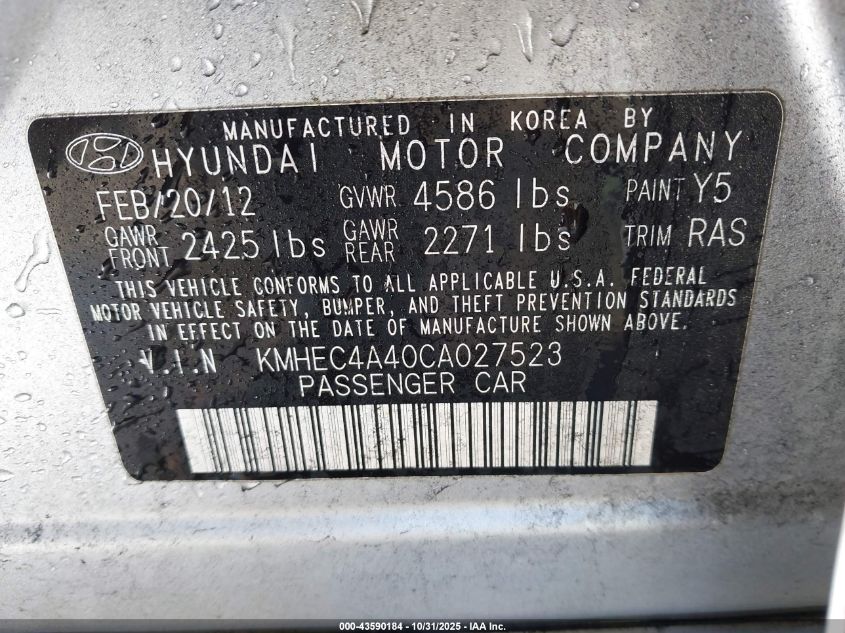 MANUFACTURED IN KOREA BY
HYUNDAI MOTOR COMPANY
FEB/20/12 GVWR 4586 lbs PAINT Y5
GAWR FRONT 2425 lbs GAWR REAR 2271 lbs TRIM RAS
THIS VEHICLE CONFORMS TO ALL APPLICABLE U.S.A. FEDERAL
MOTOR VEHICLE SAFETY, BUMPER, AND THEFT PREVENTION STANDARDS
IN EFFECT ON THE DATE OF MANUFACTURE SHOWN ABOVE.
V.I.N KMHEC4A40CA027523
PASSENGER CAR
000-43590184 - 10/31/2025 - IAA Inc.